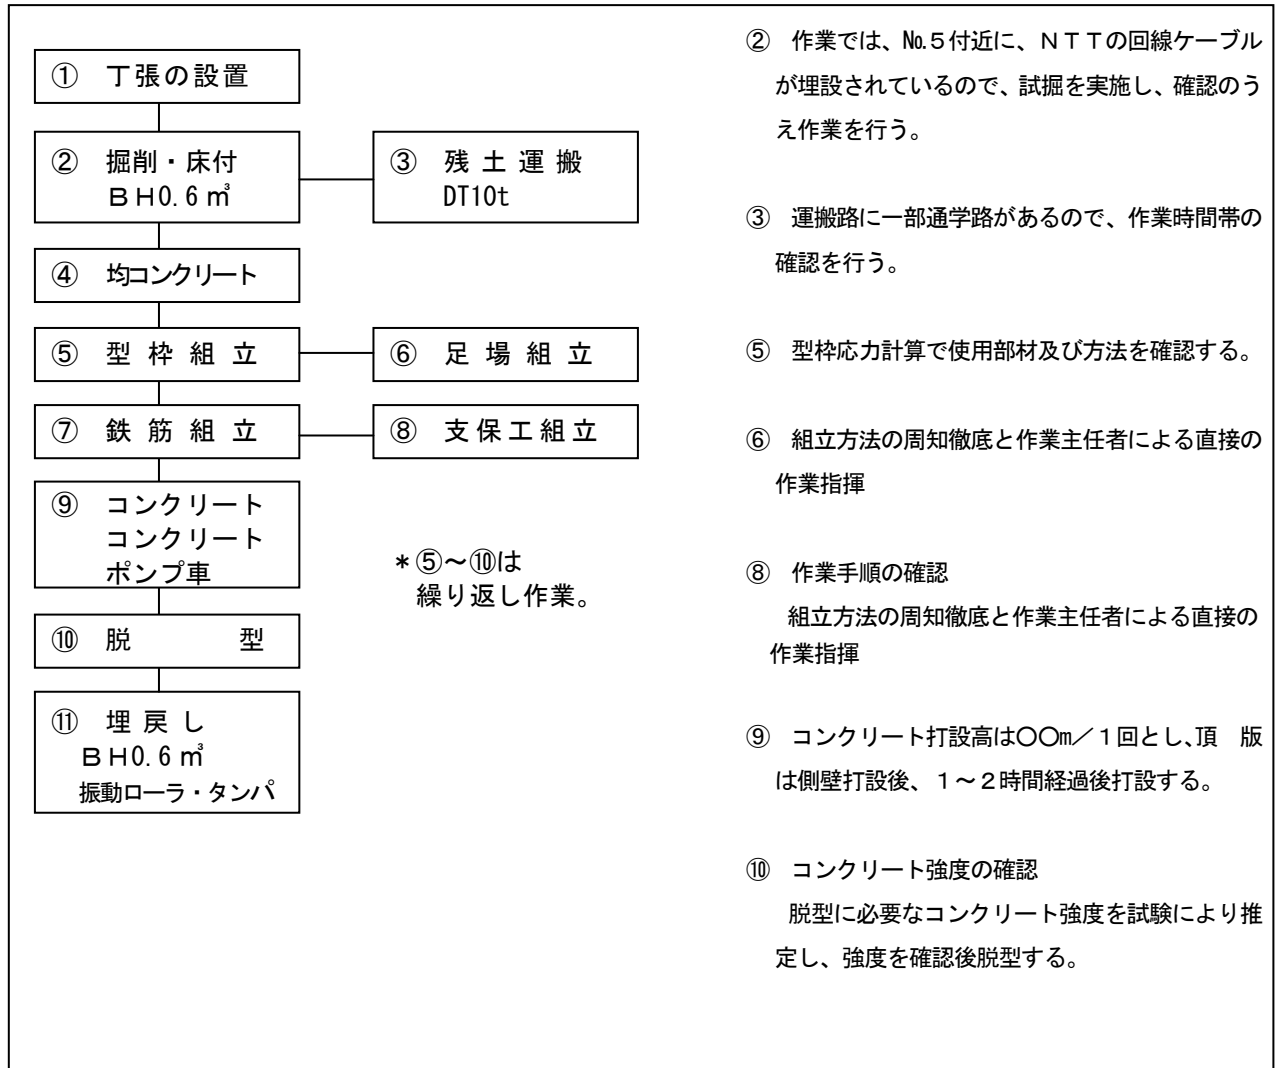 ① 丁張の設置
② 掘削・床付
ＢＨ0.6㎥
③ 残土運搬
DT10t
④ 均コンクリート
⑤ 型枠組立
⑥ 足場組立
⑦ 鉄筋組立
⑧ 支保工組立
⑨ コンクリート
コンクリート
ポンプ車
＊⑤～⑩は
繰り返し作業。
⑩ 脱　　型
⑪ 埋戻し
ＢＨ0.6㎥
振動ローラ・タンパ
② 作業では、№５付近に、ＮＴＴの回線ケーブル
が埋設されているので、試掘を実施し、確認のう
え作業を行う。
③ 運搬路に一部通学路があるので、作業時間帯の
確認を行う。
⑤ 型枠応力計算で使用部材及び方法を確認する。
⑥ 組立方法の周知徹底と作業主任者による直接の
作業指揮
⑧ 作業手順の確認
組立方法の周知徹底と作業主任者による直接の
作業指揮
⑨ コンクリート打設高は〇〇m／１回とし、頂　版
は側壁打設後、１～２時間経過後打設する。
⑩ コンクリート強度の確認
脱型に必要なコンクリート強度を試験により推
定し、強度を確認後脱型する。